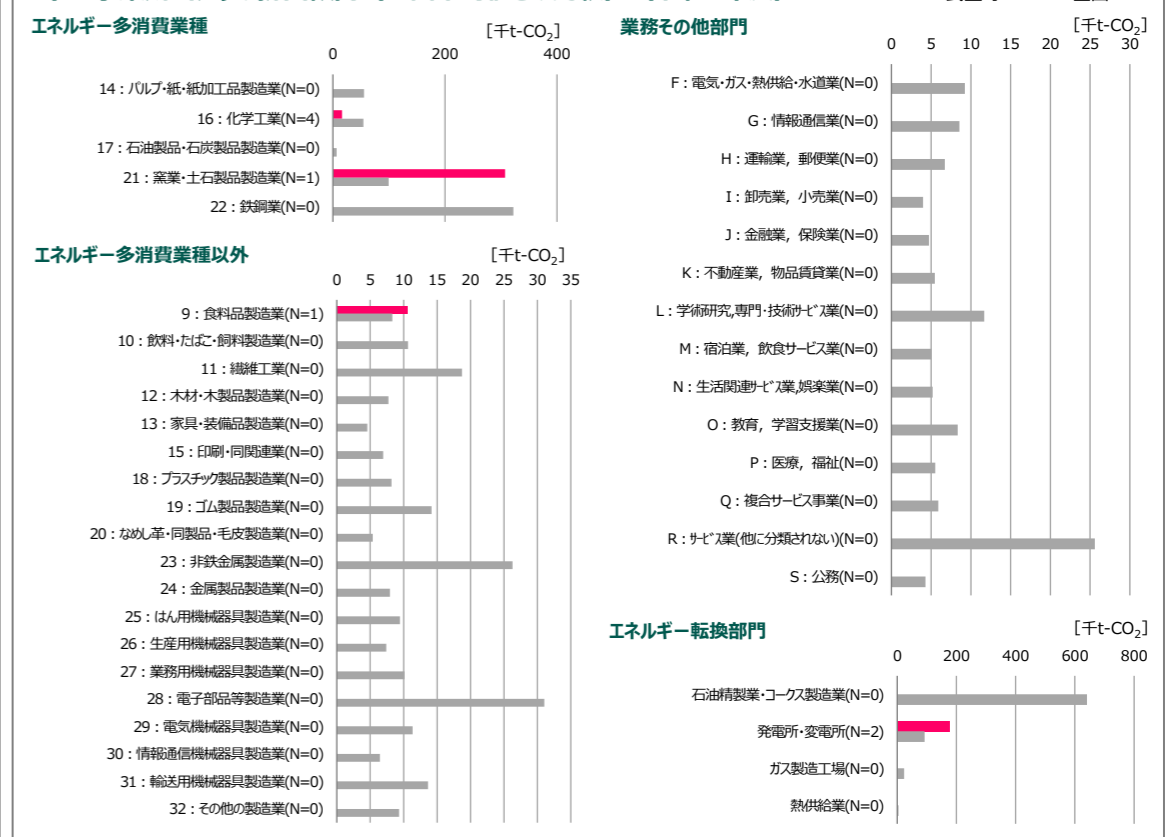 エネルギー多消費業種
[千t-CO2]
0 200 400
14：パルプ・紙・紙加工品製造業(N=0)
16：化学工業(N=4)
17：石油製品・石炭製品製造業(N=0)
21：窯業・土石製品製造業(N=1)
22：鉄鋼業(N=0)
エネルギー多消費業種以外
[千t-CO2]
0 5 10 15 20 25 30 35
9：食料品製造業(N=1)
10：飲料・たばこ・飼料製造業(N=0)
11：繊維工業(N=0)
12：木材・木製品製造業(N=0)
13：家具・装備品製造業(N=0)
15：印刷・同関連業(N=0)
18：プラスチック製品製造業(N=0)
19：ゴム製品製造業(N=0)
20：なめし革・同製品・毛皮製造業(N=0)
23：非鉄金属製造業(N=0)
24：金属製品製造業(N=0)
25：はん用機械器具製造業(N=0)
26：生産用機械器具製造業(N=0)
27：業務用機械器具製造業(N=0)
28：電子部品等製造業(N=0)
29：電気機械器具製造業(N=0)
30：情報通信機械器具製造業(N=0)
31：輸送用機械器具製造業(N=0)
32：その他の製造業(N=0)
業務その他部門
[千t-CO2]
0 5 10 15 20 25 30
F：電気・ガス・熱供給・水道業(N=0)
G：情報通信業(N=0)
H：運輸業，郵便業(N=0)
I：卸売業，小売業(N=0)
J：金融業，保険業(N=0)
K：不動産業，物品賃貸業(N=0)
L：学術研究,専門・技術ｻｰﾋﾞｽ業(N=0)
M：宿泊業，飲食サービス業(N=0)
N：生活関連ｻｰﾋﾞｽ業,娯楽業(N=0)
O：教育，学習支援業(N=0)
P：医療，福祉(N=0)
Q：複合サービス事業(N=0)
R：ｻｰﾋﾞｽ業(他に分類されない)(N=0)
S：公務(N=0)
エネルギー転換部門
[千t-CO2]
0 200 400 600 800
石油精製業・コークス製造業(N=0)
発電所・変電所(N=2)
ガス製造工場(N=0)
熱供給業(N=0)